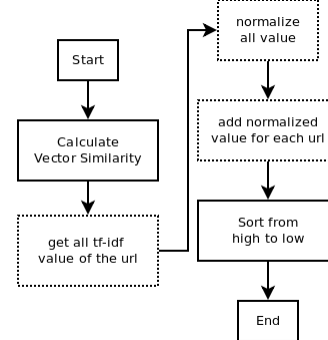 Start
Calculate
Vector Similarity
get all tf-idf
value of the url
normalize
all value
add normalized
value for each url
Sort from
high to low
End